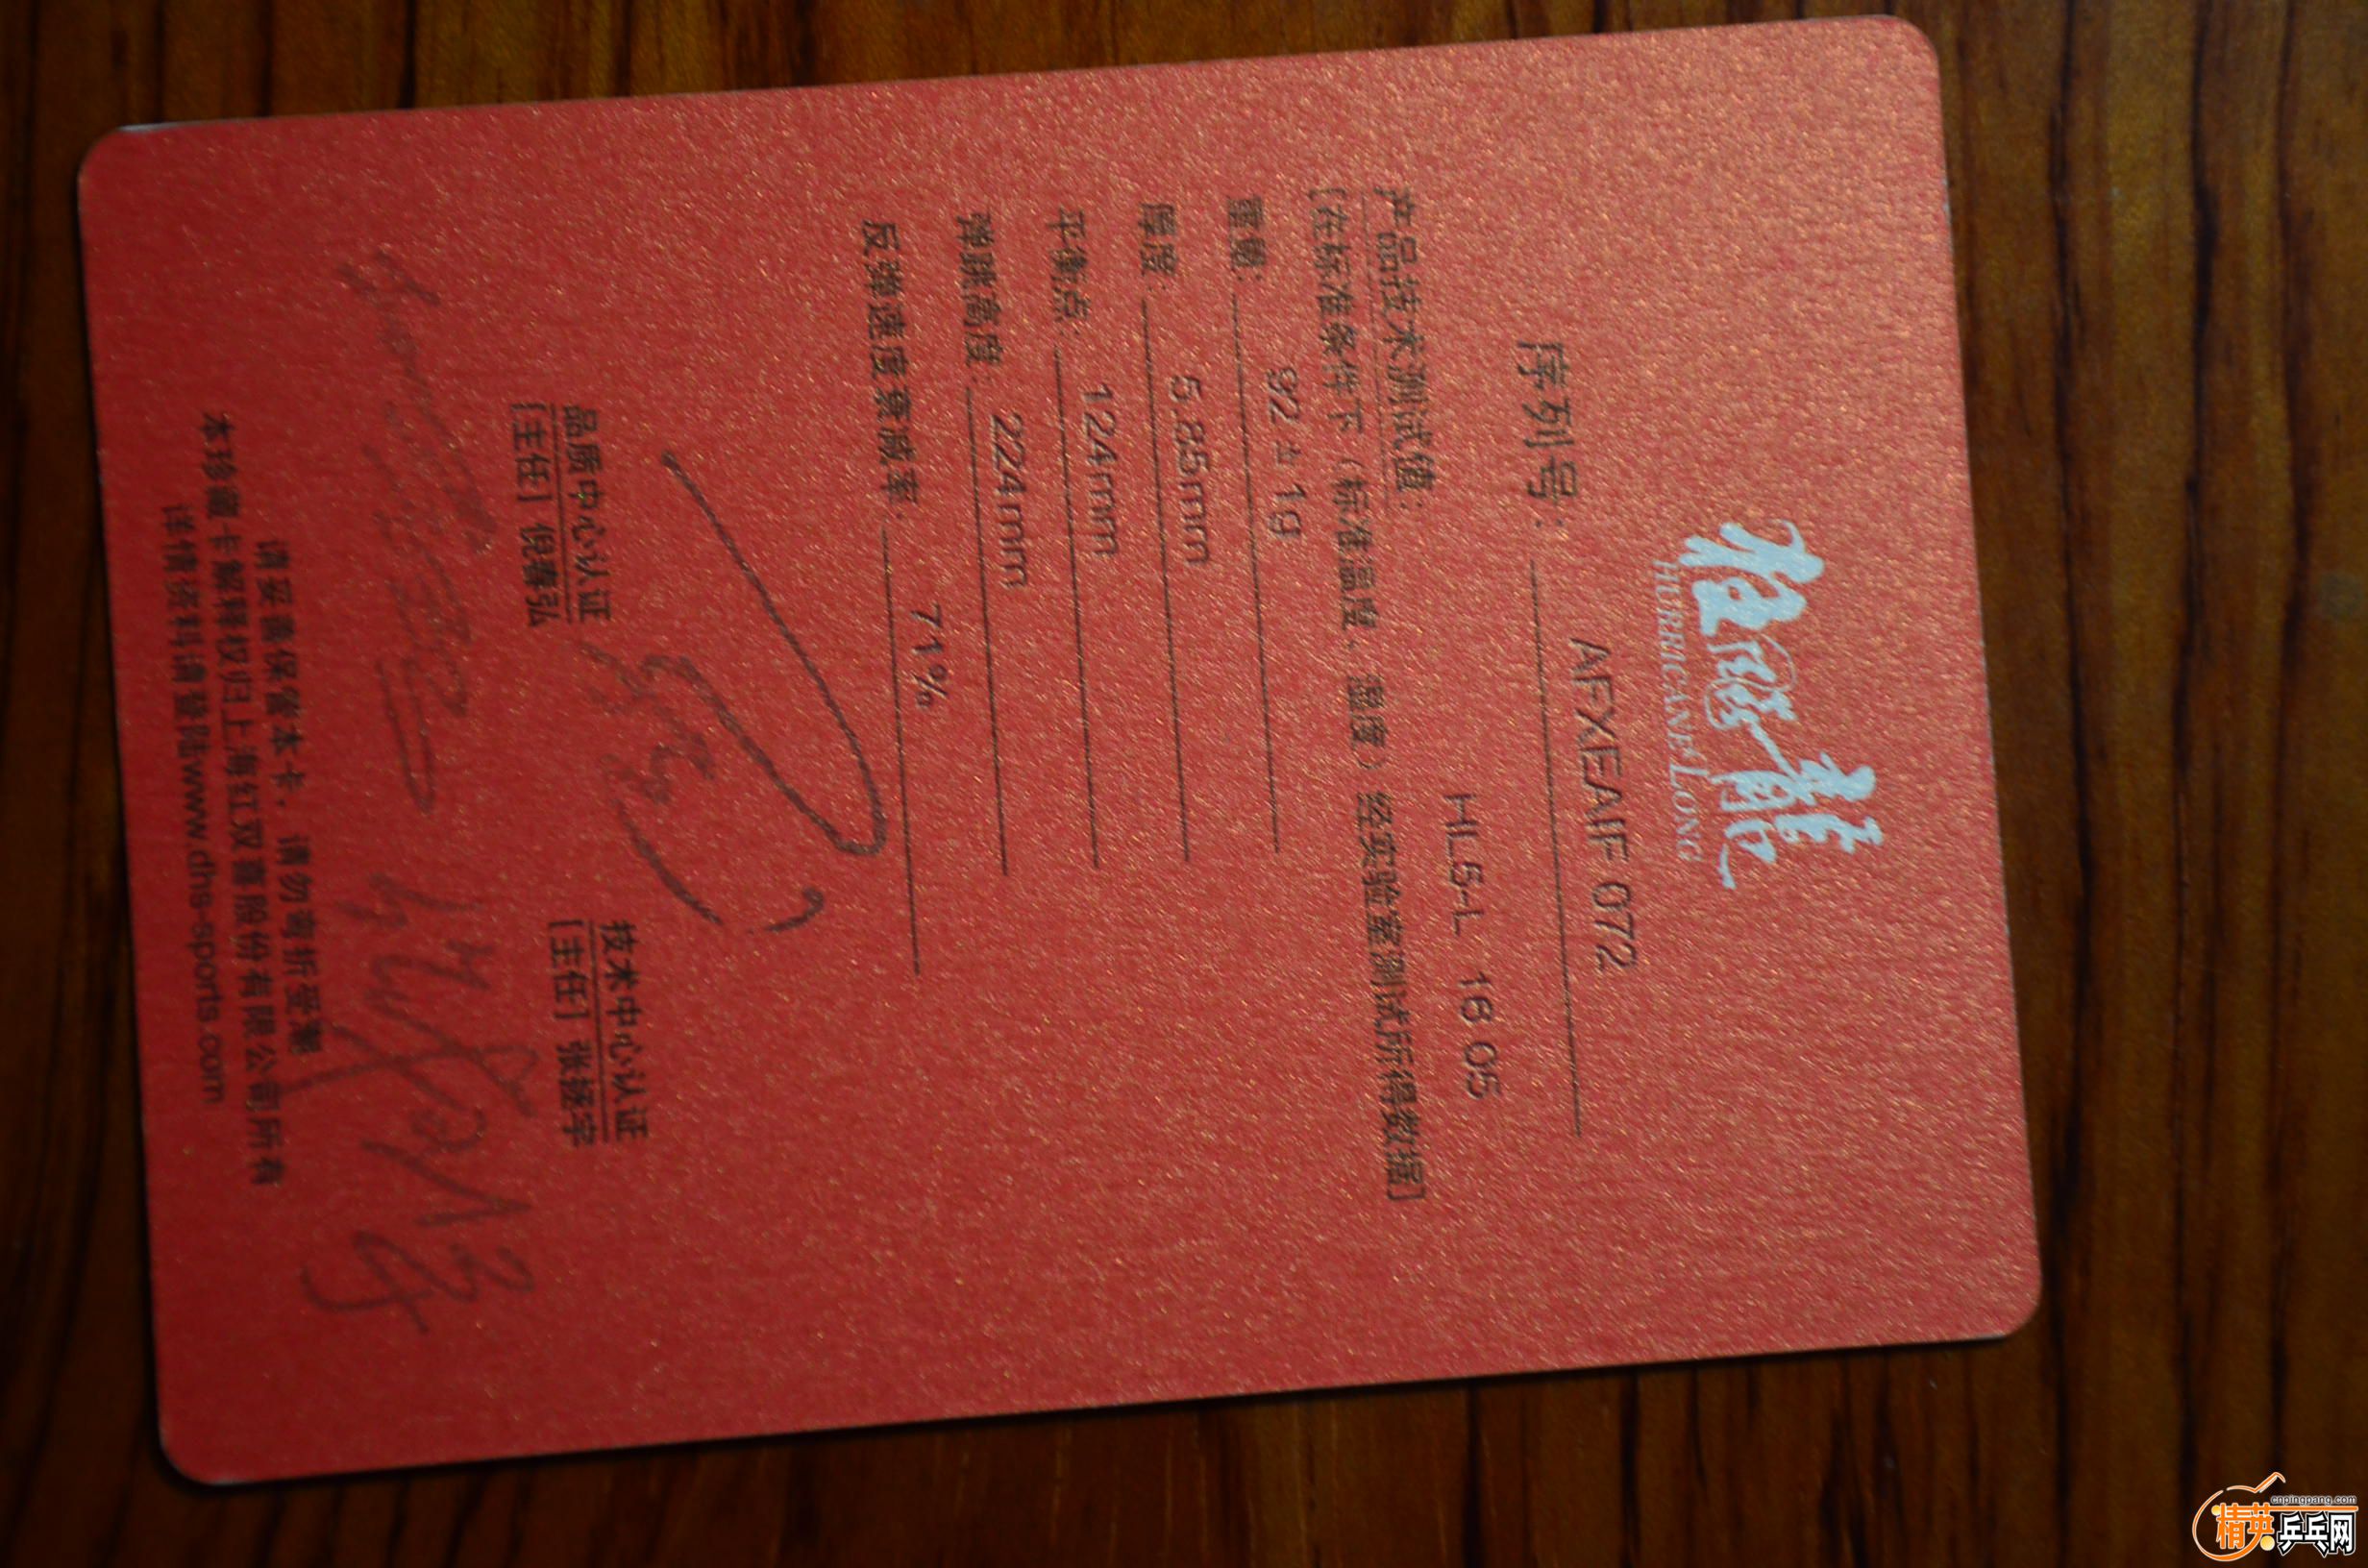 狂飚龍
HURRICANE LONG
序列号: AFXEAIF 072
HL5-L 16 05
产品技术测试值:
[在标准条件下(标准温度、湿度)经实验室测试所得数据]
重量: 92 ± 1g
厚度: 5.85mm
平衡点: 124mm
弹跳高度: 224mm
反弹速度衰减率: 71%
品质中心认证
[主任] 倪春弘
技术中心认证
[主任] 张拯宇
请妥善保管本卡,请勿弯折受潮
本珍藏卡解释权归上海红双喜股份有限公司所有
详情资料请登陆www.dhs-sports.com
cnpingpang.com
精英乒乓网